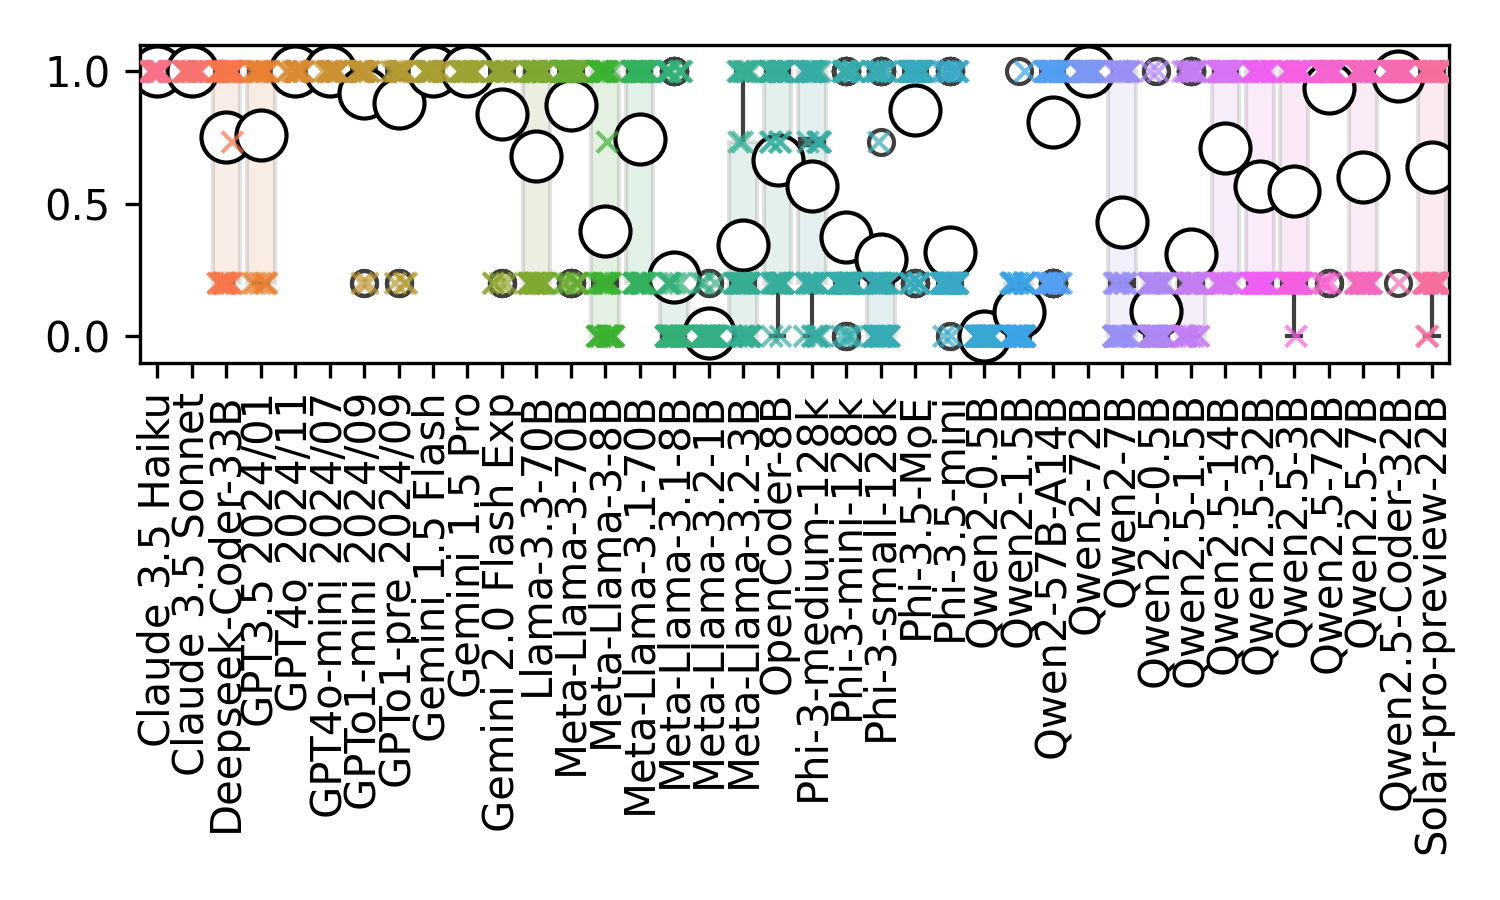 1.0
0.5
0.0
Claude 3.5 Haiku
Claude 3.5 Sonnet
Deepseek-Coder-33B
GPT3.5 2024/01
GPT4o 2024/11
GPT4o-mini 2024/07
GPTo1-mini 2024/09
GPTo1-pre 2024/09
Gemini 1.5 Flash
Gemini 1.5 Pro
Gemini 2.0 Flash Exp
Llama-3.3-70B
Meta-Llama-3-70B
Meta-Llama-3-8B
Meta-Llama-3.1-70B
Meta-Llama-3.1-8B
Meta-Llama-3.2-1B
Meta-Llama-3.2-3B
OpenCoder-8B
Phi-3-medium-128k
Phi-3-mini-128k
Phi-3-small-128k
Phi-3.5-MoE
Phi-3.5-mini
Qwen2-0.5B
Qwen2-1.5B
Qwen2-57B-A14B
Qwen2-72B
Qwen2-7B
Qwen2.5-0.5B
Qwen2.5-1.5B
Qwen2.5-14B
Qwen2.5-32B
Qwen2.5-3B
Qwen2.5-72B
Qwen2.5-7B
Qwen2.5-Coder-32B
Solar-pro-preview-22B